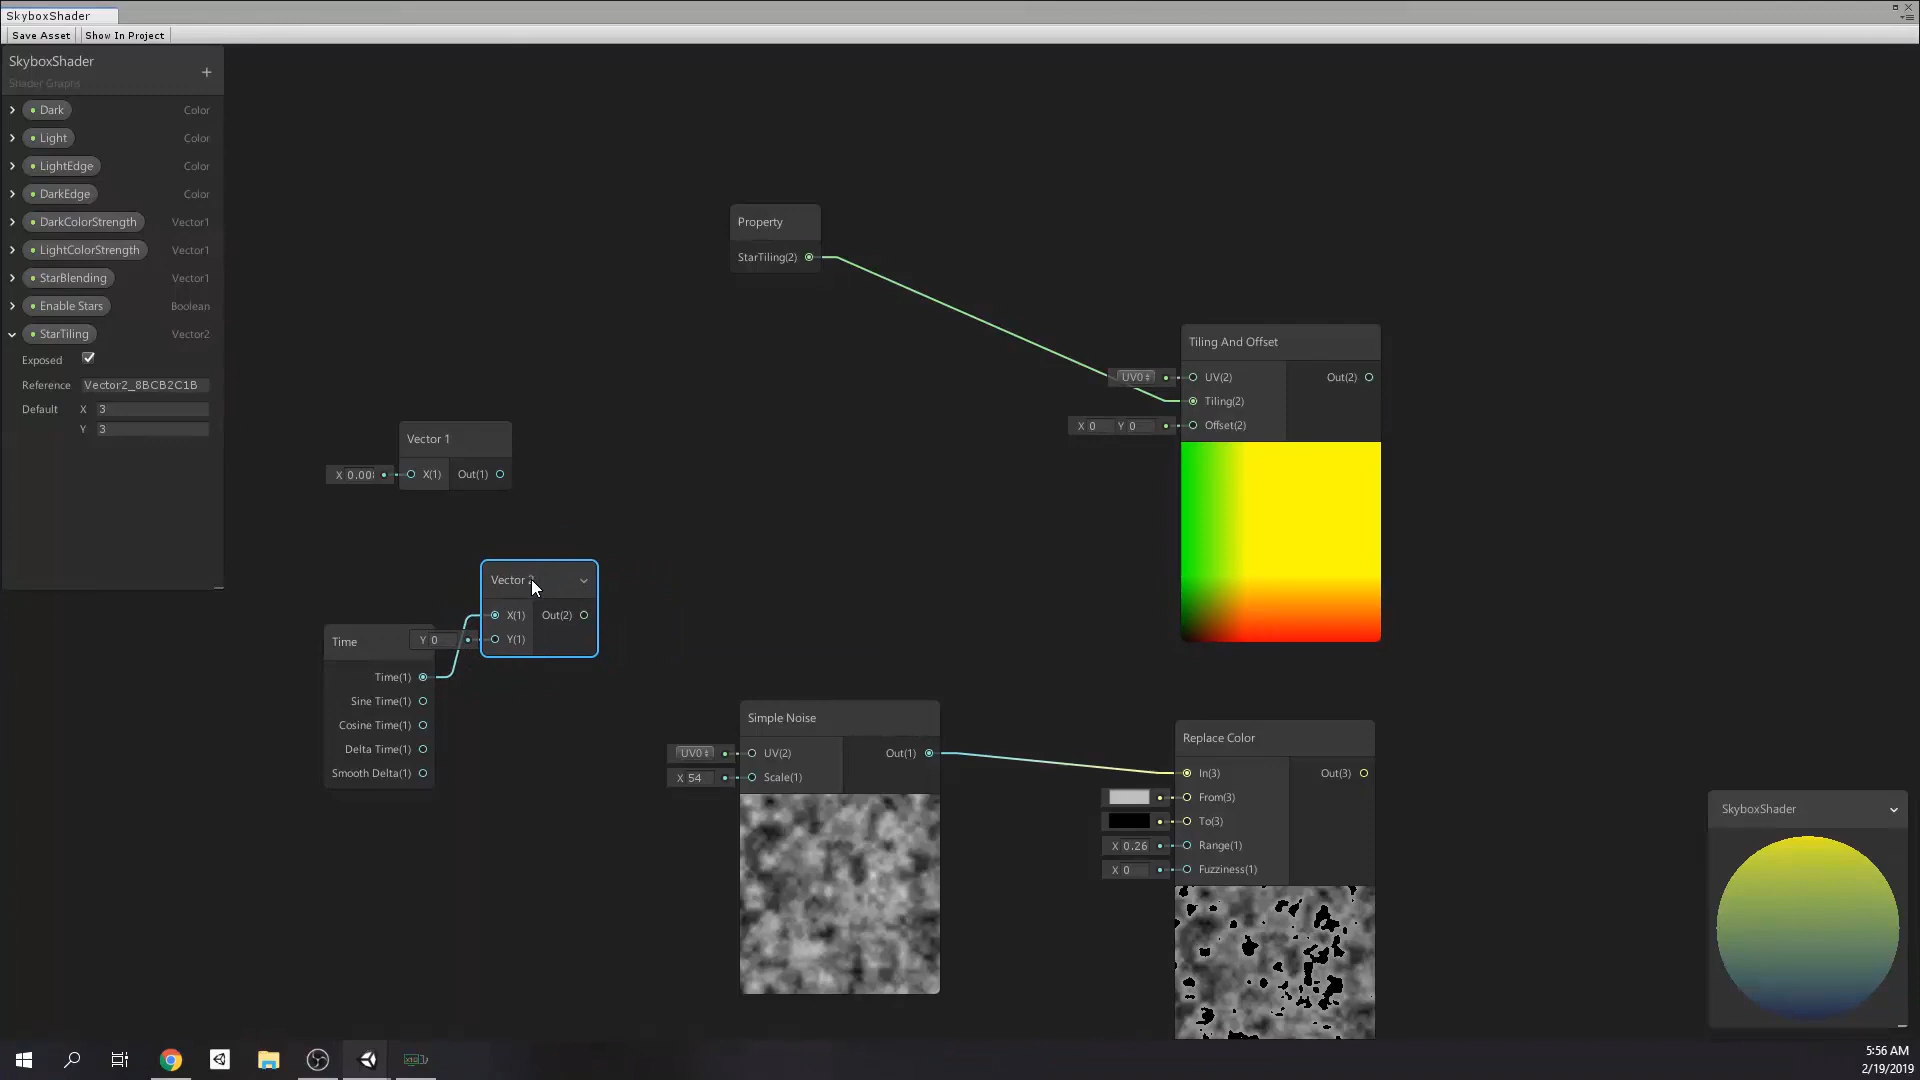 SkyboxShader
Save Asset
Show In Project
SkyboxShader
Shader Graphs
Dark Color
Light Color
LightEdge Color
DarkEdge Color
DarkColorStrength Vector1
LightColorStrength Vector1
StarBlending Vector1
Enable Stars Boolean
StarTiling Vector2
Exposed
Reference Vector2_8BCB2C1B
Default X 3
Y 3
Property
StarTiling(2)
Tiling And Offset
UV0 UV(2) Out(2)
Tiling(2)
X 0 Y 0 Offset(2)
Vector 1
X 0.00 X(1) Out(1)
Vector
X(1) Out(2)
Y 0 Y(1)
Time
Time(1)
Sine Time(1)
Cosine Time(1)
Delta Time(1)
Smooth Delta(1)
Simple Noise
UV0 UV(2) Out(1)
X 54 Scale(1)
Replace Color
In(3) Out(3)
From(3)
To(3)
X 0.26 Range(1)
X 0 Fuzziness(1)
SkyboxShader
5:56 AM
2/19/2019